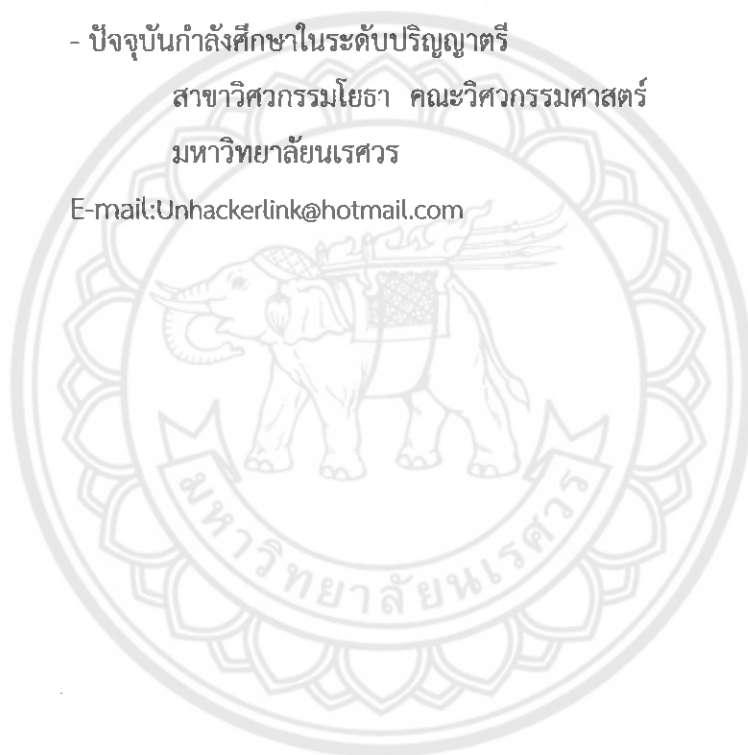 - ปัจจุบันกำลังศึกษาในระดับปริญญาตรี
สาขาวิศวกรรมโยธา คณะวิศวกรรมศาสตร์
มหาวิทยาลัยนเรศวร
E-mail:Unhackerlink@hotmail.com
มหาวิทยาลัยนเรศวร